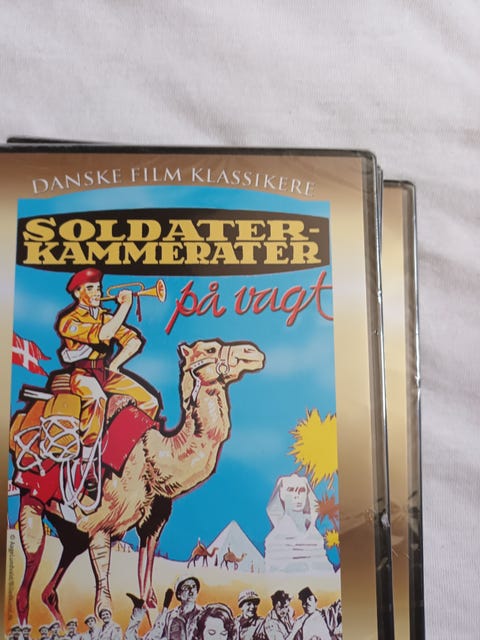 DANSKE FILM KLASSIKERE
SOLDATER-
KAMMERATER
på vagt